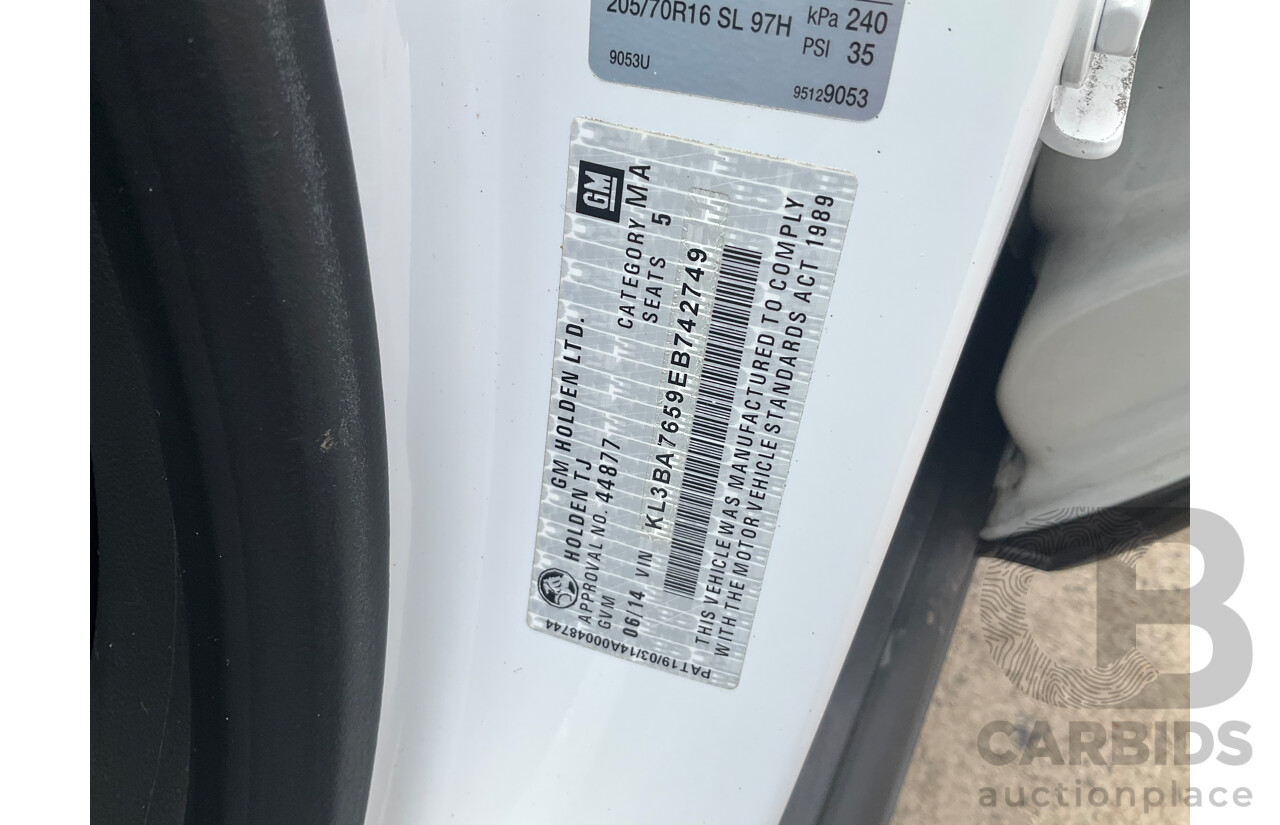 205/70R16 SL 97H kPa 240
PSI 35
9053U
95129053
GM
GM HOLDEN LTD.
HOLDEN TJ CATEGORY MA
APPROVAL NO. 44877 SEATS 5
GVM
06/14 VIN KL3BA7659EB742749
THIS VEHICLE WAS MANUFACTURED TO COMPLY
WITH THE MOTOR VEHICLE STANDARDS ACT 1989
PAT19/03/14A00048744
CB
CARBIDS
auctionplace